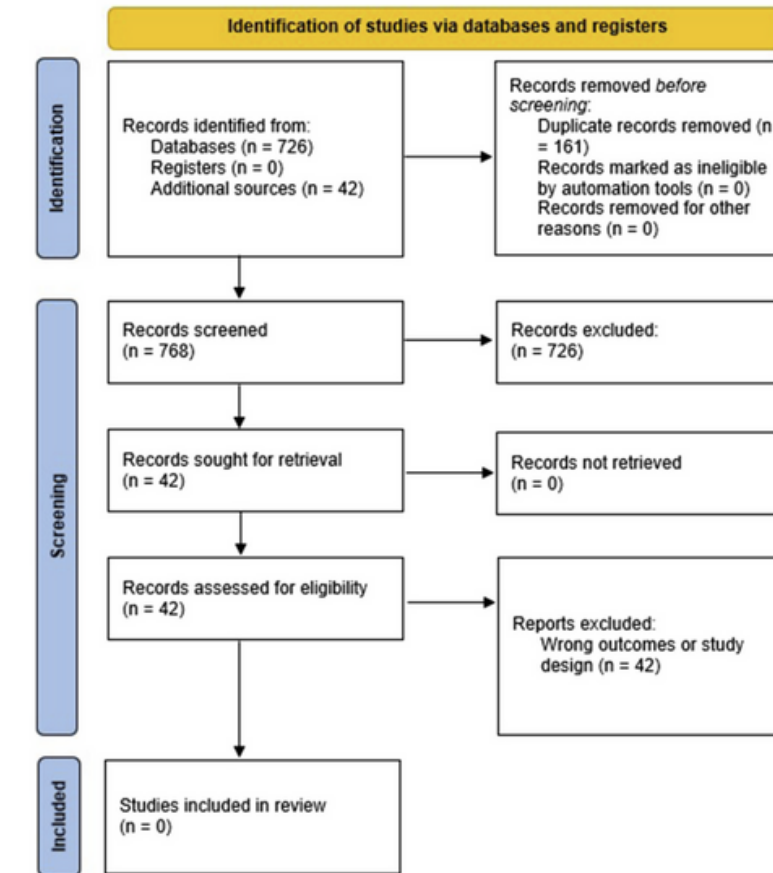 Identification of studies via databases and registers
Identification
Records identified from:
Databases (n = 726)
Registers (n = 0)
Additional sources (n = 42)
Records removed before
screening:
Duplicate records removed (n
= 161)
Records marked as ineligible
by automation tools (n = 0)
Records removed for other
reasons (n = 0)
Screening
Records screened
(n = 768)
Records excluded:
(n = 726)
Records sought for retrieval
(n = 42)
Records not retrieved
(n = 0)
Records assessed for eligibility
(n = 42)
Reports excluded:
Wrong outcomes or study
design (n = 42)
Included
Studies included in review
(n = 0)